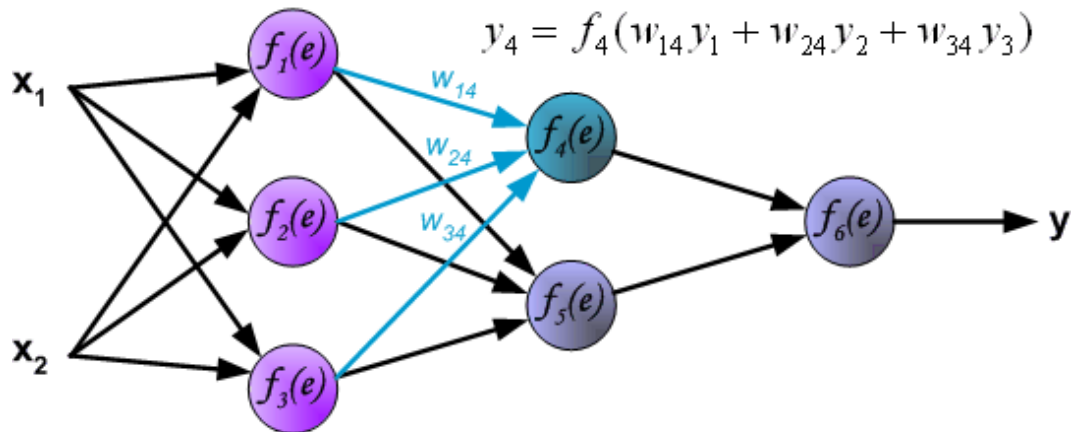 y₄ = f₄(w₁₄y₁ + w₂₄y₂ + w₃₄y₃)
f₁(e)
x₁
w₁₄
f₄(e)
w₂₄
f₂(e)
w₃₄
f₆(e)
y
f₅(e)
x₂
f₃(e)